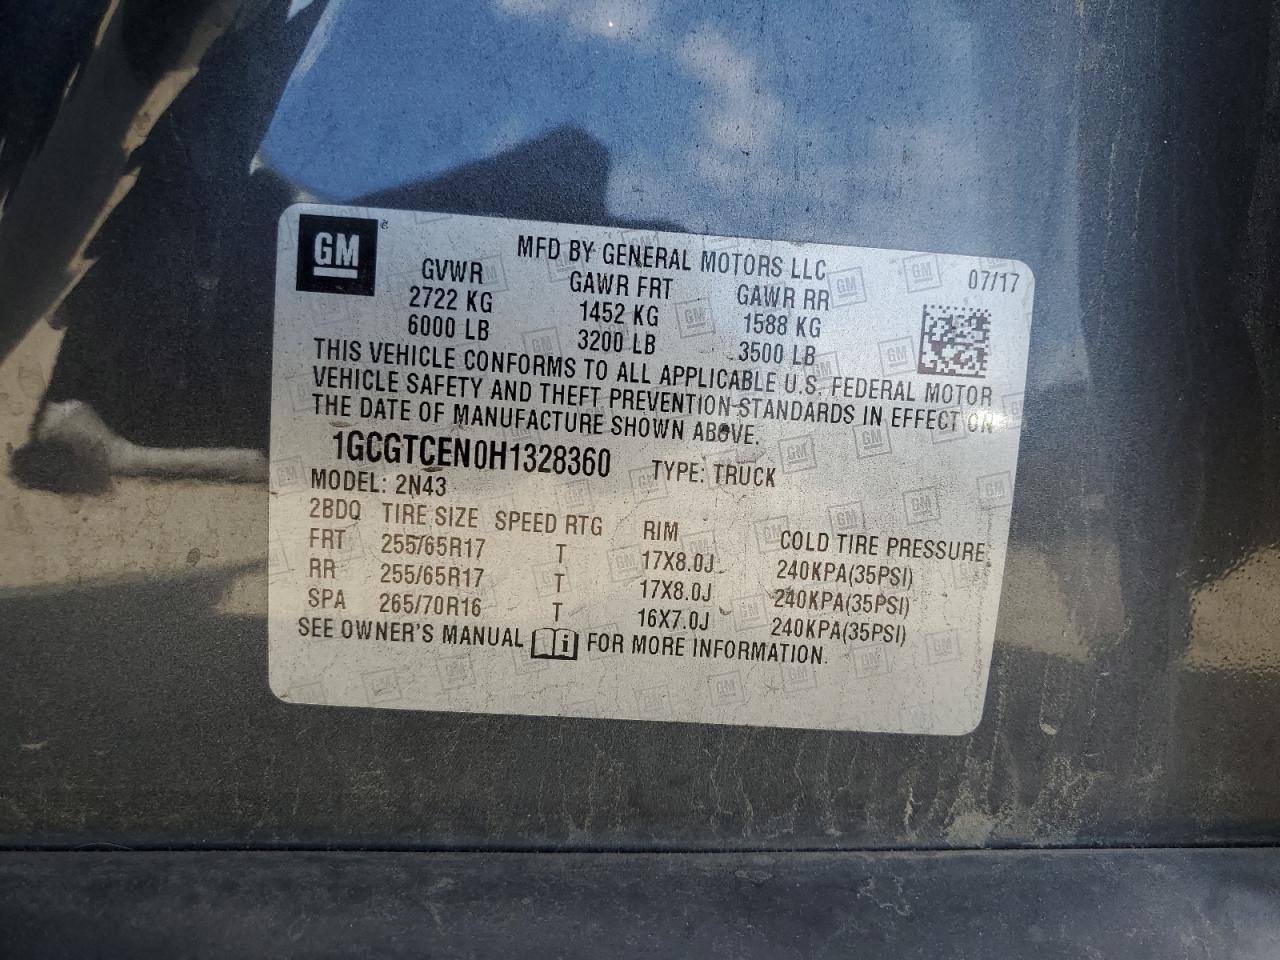 GM
MFD BY GENERAL MOTORS LLC 07/17
GVWR GAWR FRT GAWR RR
2722 KG 1452 KG 1588 KG
6000 LB 3200 LB 3500 LB
THIS VEHICLE CONFORMS TO ALL APPLICABLE U.S. FEDERAL MOTOR
VEHICLE SAFETY AND THEFT PREVENTION STANDARDS IN EFFECT ON
THE DATE OF MANUFACTURE SHOWN ABOVE.
1GCGTCEN0H1328360 TYPE: TRUCK
MODEL: 2N43
2BDQ TIRE SIZE SPEED RTG RIM COLD TIRE PRESSURE
FRT 255/65R17 T 17X8.0J 240KPA(35PSI)
RR 255/65R17 T 17X8.0J 240KPA(35PSI)
SPA 265/70R16 T 16X7.0J 240KPA(35PSI)
SEE OWNER'S MANUAL FOR MORE INFORMATION.